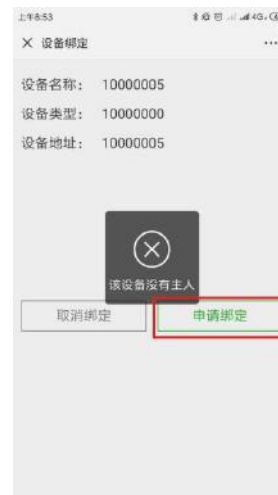 上午8:53 4G
× 设备绑定 ...
设备名称: 10000005
设备类型: 10000000
设备地址: 10000005
该设备没有主人
取消绑定 申请绑定